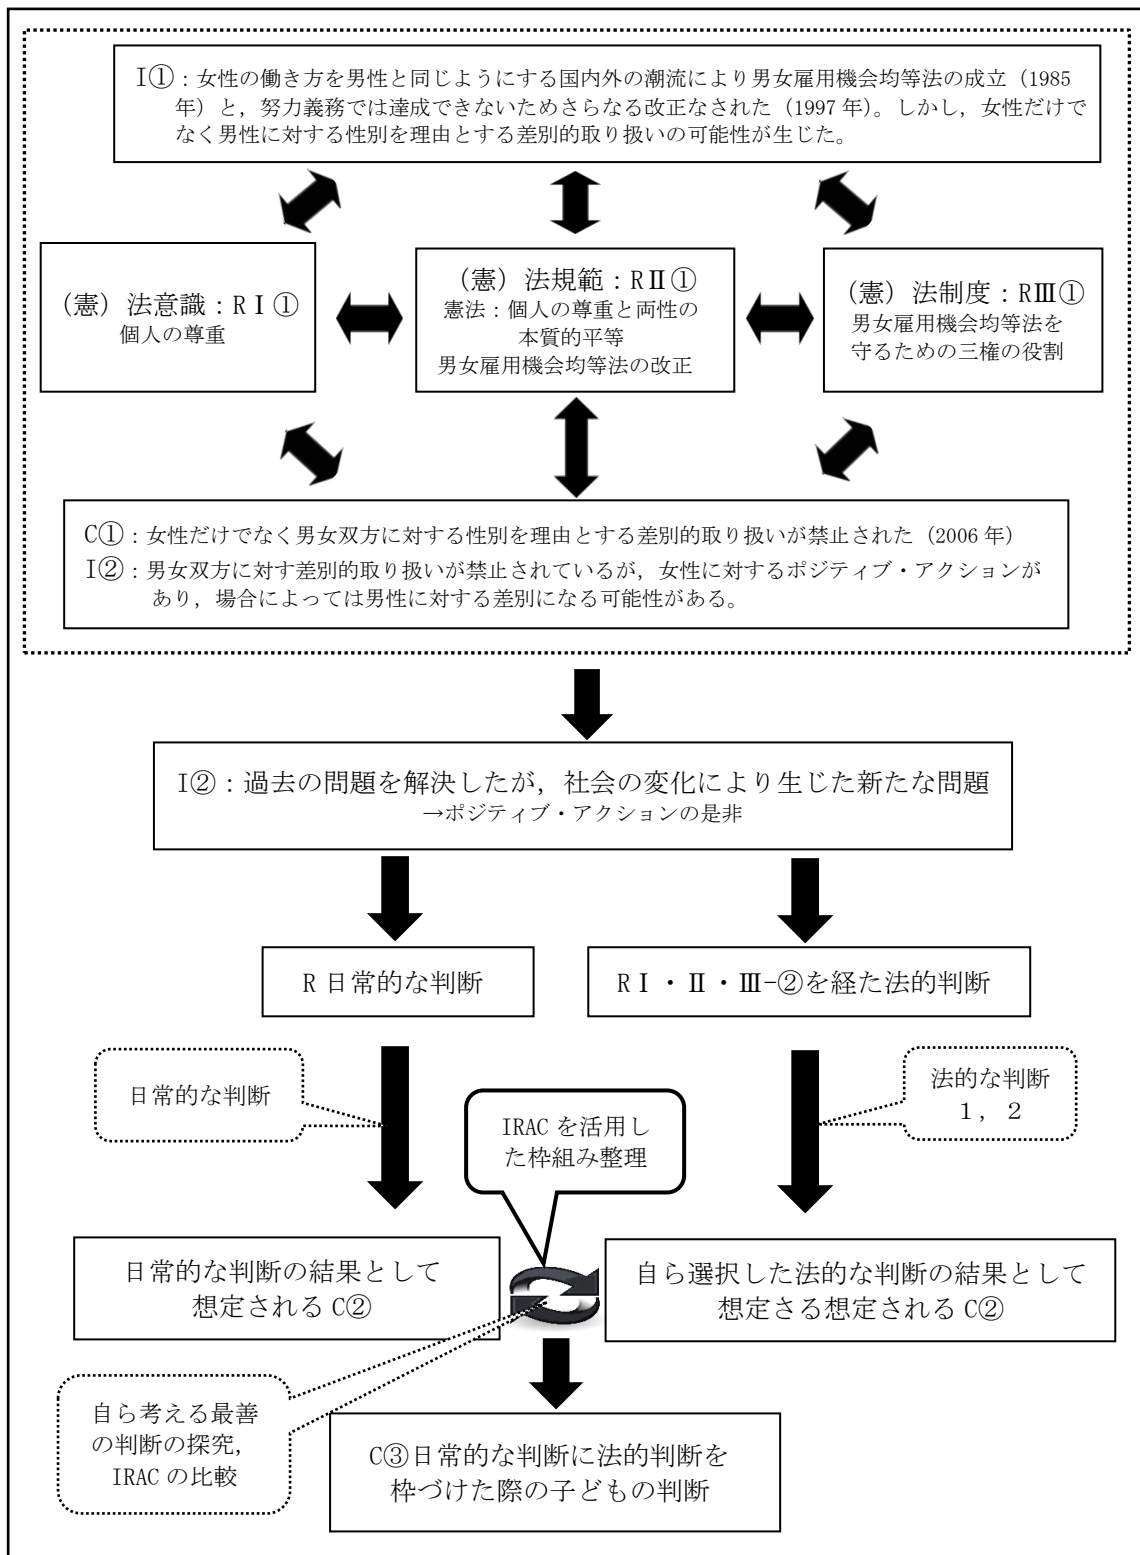 I①：女性の働き方を男性と同じようにする国内外の潮流により男女雇用機会均等法の成立（1985
年）と，努力義務では達成できないためさらなる改正なされた（1997 年）。しかし，女性だけで
なく男性に対する性別を理由とする差別的取り扱いの可能性が生じた。
（憲）法意識：RⅠ①
個人の尊重
（憲）法規範：RⅡ①
憲法：個人の尊重と両性の
本質的平等
男女雇用機会均等法の改正
（憲）法制度：RⅢ①
男女雇用機会均等法を
守るための三権の役割
C①：女性だけでなく男女双方に対する性別を理由とする差別的取り扱いが禁止された（2006 年）
I②：男女双方に対す差別的取り扱いが禁止されているが，女性に対するポジティブ・アクションが
あり，場合によっては男性に対する差別になる可能性がある。
I②：過去の問題を解決したが，社会の変化により生じた新たな問題
→ポジティブ・アクションの是非
R 日常的な判断
RⅠ・Ⅱ・Ⅲ-②を経た法的判断
日常的な判断
法的な判断
１，２
IRAC を活用し
た枠組み整理
日常的な判断の結果として
想定される C②
自ら選択した法的な判断の結果として
想定さる想定される C②
自ら考える最善
の判断の探究，
IRAC の比較
C③日常的な判断に法的判断を
枠づけた際の子どもの判断